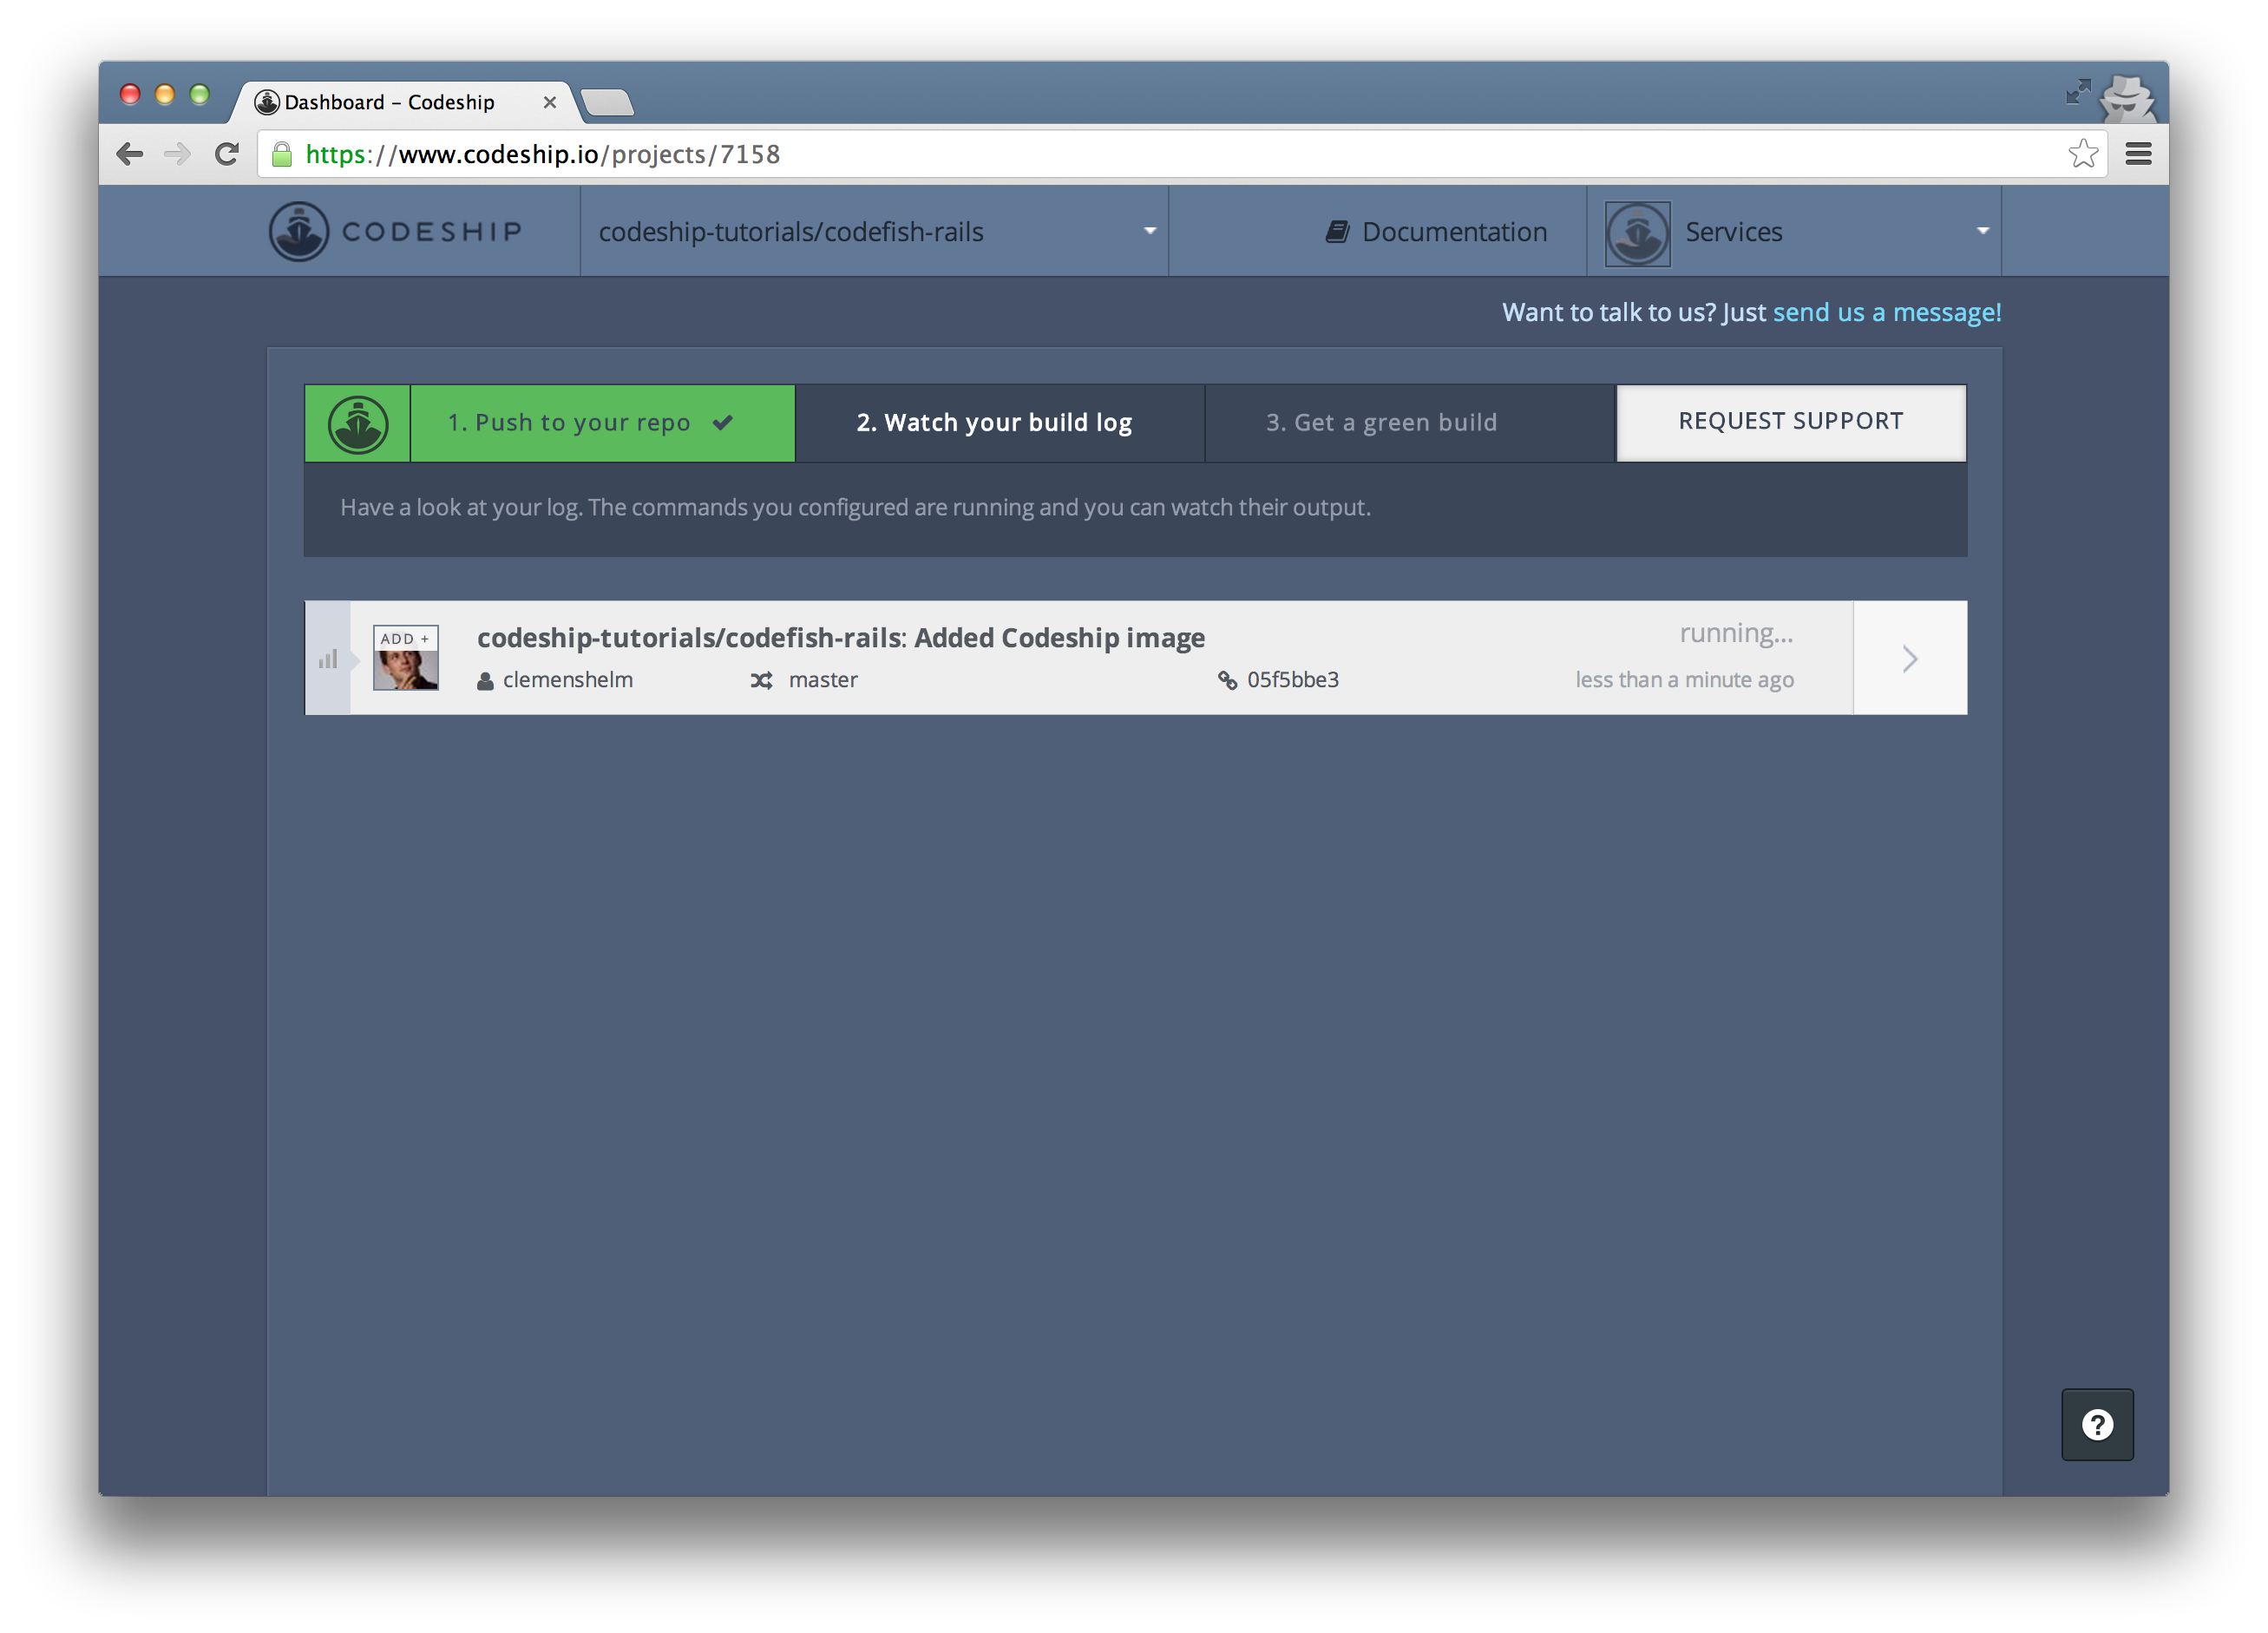 Dashboard – Codeship
https://www.codeship.io/projects/7158
CODESHIP
codeship-tutorials/codefish-rails
Documentation
Services
Want to talk to us? Just send us a message!
1. Push to your repo
2. Watch your build log
3. Get a green build
REQUEST SUPPORT
Have a look at your log. The commands you configured are running and you can watch their output.
ADD +
codeship-tutorials/codefish-rails: Added Codeship image
running...
clemenshelm
master
05f5bbe3
less than a minute ago
?